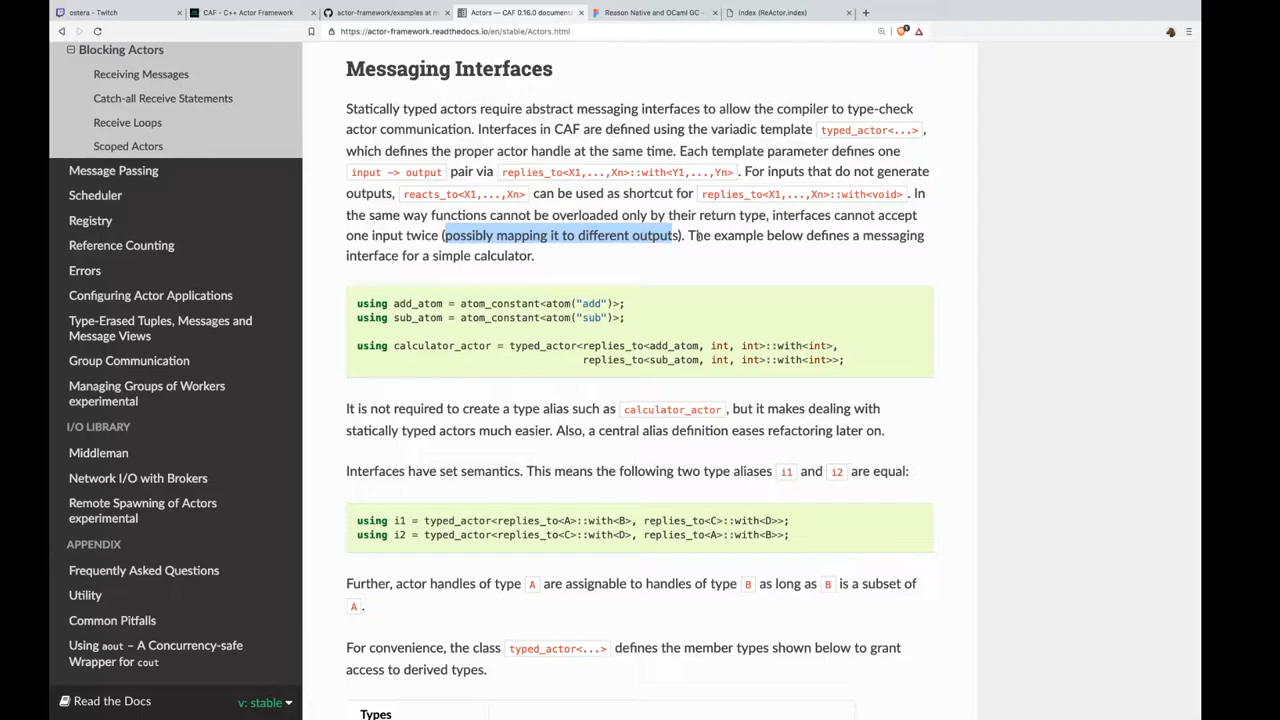 ostera - Twitch
CAF - C++ Actor Framework
actor-framework/examples at m
Actors — CAF 0.16.0 documenta
Reason Native and OCaml GC –
index (ReActor.index)
https://actor-framework.readthedocs.io/en/stable/Actors.html
Blocking Actors
Receiving Messages
Catch-all Receive Statements
Receive Loops
Scoped Actors
Message Passing
Scheduler
Registry
Reference Counting
Errors
Configuring Actor Applications
Type-Erased Tuples, Messages and
Message Views
Group Communication
Managing Groups of Workers
experimental
I/O LIBRARY
Middleman
Network I/O with Brokers
Remote Spawning of Actors
experimental
APPENDIX
Frequently Asked Questions
Utility
Common Pitfalls
Using aout – A Concurrency-safe
Wrapper for cout
Read the Docs
v: stable
Messaging Interfaces
Statically typed actors require abstract messaging interfaces to allow the compiler to type-check
actor communication. Interfaces in CAF are defined using the variadic template typed_actor<...> ,
which defines the proper actor handle at the same time. Each template parameter defines one
input -> output pair via replies_to<X1,...,Xn>::with<Y1,...,Yn> . For inputs that do not generate
outputs, reacts_to<X1,...,Xn> can be used as shortcut for replies_to<X1,...,Xn>::with<void> . In
the same way functions cannot be overloaded only by their return type, interfaces cannot accept
one input twice (possibly mapping it to different outputs). The example below defines a messaging
interface for a simple calculator.
using add_atom = atom_constant<atom("add")>;
using sub_atom = atom_constant<atom("sub")>;
using calculator_actor = typed_actor<replies_to<add_atom, int, int>::with<int>,
replies_to<sub_atom, int, int>::with<int>>;
It is not required to create a type alias such as calculator_actor , but it makes dealing with
statically typed actors much easier. Also, a central alias definition eases refactoring later on.
Interfaces have set semantics. This means the following two type aliases i1 and i2 are equal:
using i1 = typed_actor<replies_to<A>::with<B>, replies_to<C>::with<D>>;
using i2 = typed_actor<replies_to<C>::with<D>, replies_to<A>::with<B>>;
Further, actor handles of type A are assignable to handles of type B as long as B is a subset of
A .
For convenience, the class typed_actor<...> defines the member types shown below to grant
access to derived types.
Types